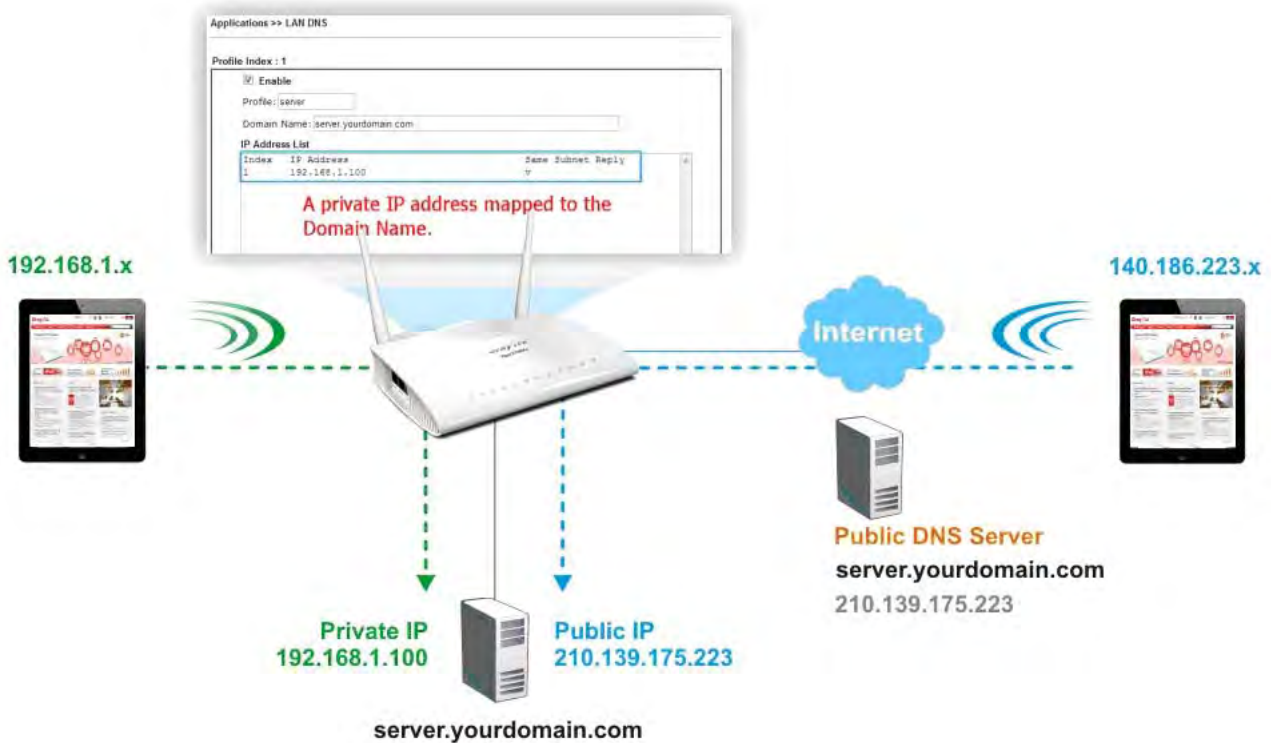 Applications >> LAN DNS
Profile Index : 1
Enable
Profile: server
Domain Name: server.yourdomain.com
IP Address List
Index IP Address Same Subnet Reply
1 192.168.1.100 v
A private IP address mapped to the
Domain Name.
192.168.1.x
140.186.223.x
Internet
Public DNS Server
server.yourdomain.com
210.139.175.223
Private IP
192.168.1.100
Public IP
210.139.175.223
server.yourdomain.com